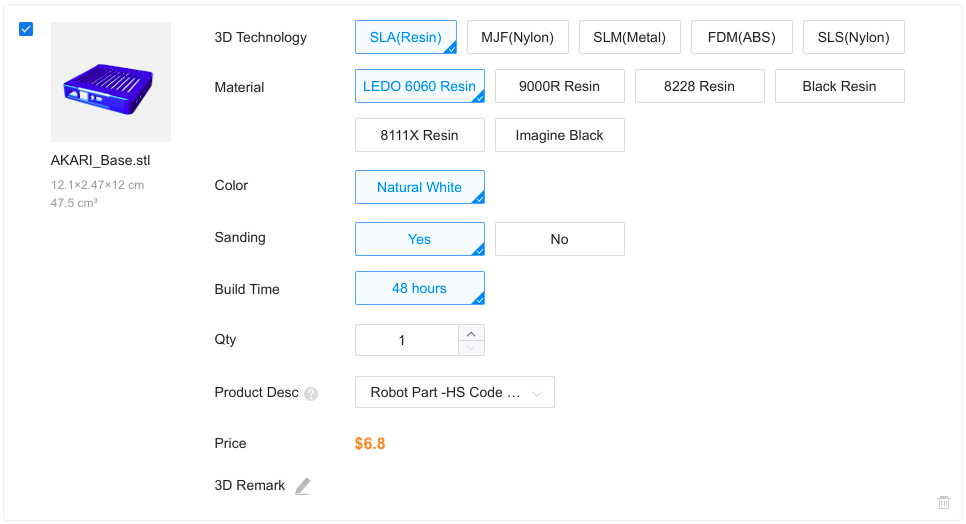 3D Technology
SLA(Resin)
MJF(Nylon)
SLM(Metal)
FDM(ABS)
SLS(Nylon)
Material
LEDO 6060 Resin
9000R Resin
8228 Resin
Black Resin
8111X Resin
Imagine Black
AKARI_Base.stl
12.1×2.47×12 cm
47.5 cm³
Color
Natural White
Sanding
Yes
No
Build Time
48 hours
Qty
1
Product Desc ?
Robot Part -HS Code ...
Price
$6.8
3D Remark